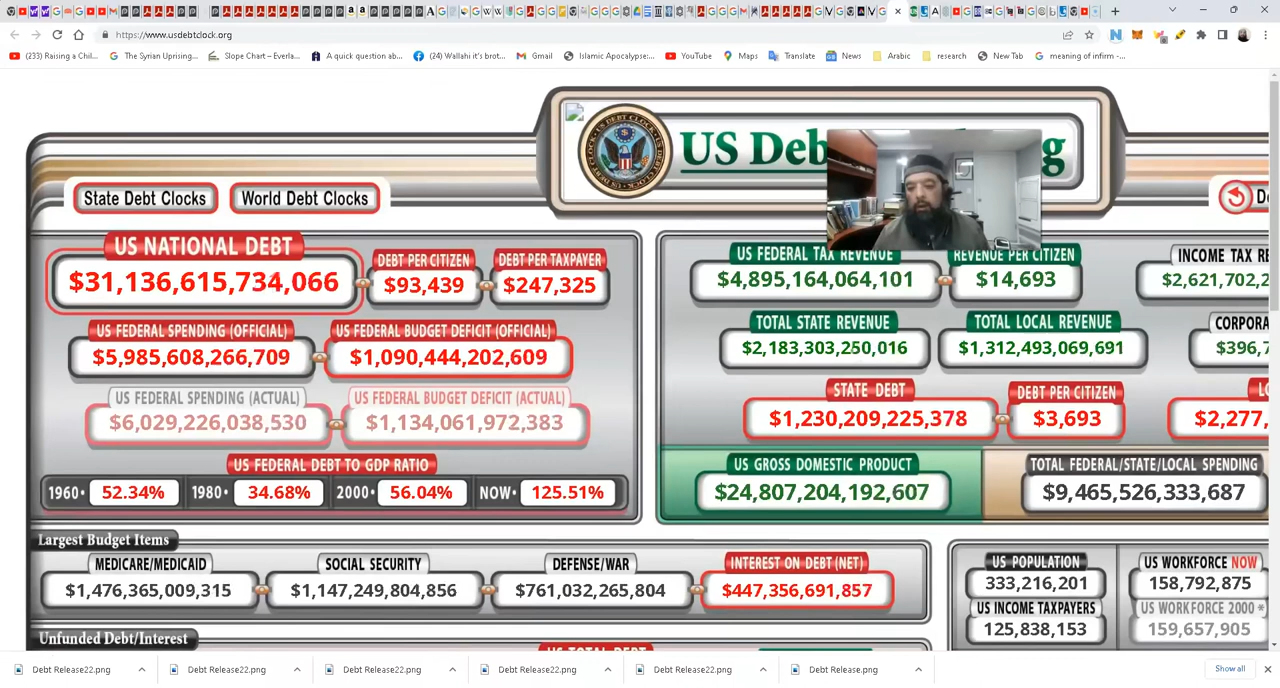 https://www.usdebtclock.org
(233) Raising a Chil...
The Syrian Uprising...
Slope Chart – Everla...
A quick question ab...
(24) Wallahi it's brot...
Gmail
Islamic Apocalypse:...
YouTube
Maps
Translate
News
Arabic
research
New Tab
meaning of infirm -...
US Deb
g
State Debt Clocks
World Debt Clocks
US NATIONAL DEBT
$31,136,615,734,066
DEBT PER CITIZEN
$93,439
DEBT PER TAXPAYER
$247,325
US FEDERAL SPENDING (OFFICIAL)
$5,985,608,266,709
US FEDERAL BUDGET DEFICIT (OFFICIAL)
$1,090,444,202,609
US FEDERAL SPENDING (ACTUAL)
$6,029,226,038,530
US FEDERAL BUDGET DEFICIT (ACTUAL)
$1,134,061,972,383
US FEDERAL DEBT TO GDP RATIO
1960• 52.34% 1980• 34.68% 2000• 56.04% NOW• 125.51%
US FEDERAL TAX REVENUE
$4,895,164,064,101
REVENUE PER CITIZEN
$14,693
INCOME TAX RE
$2,621,702,2
TOTAL STATE REVENUE
$2,183,303,250,016
TOTAL LOCAL REVENUE
$1,312,493,069,691
CORPORA
$396,7
STATE DEBT
$1,230,209,225,378
DEBT PER CITIZEN
$3,693
LO
$2,277,
US GROSS DOMESTIC PRODUCT
$24,807,204,192,607
TOTAL FEDERAL/STATE/LOCAL SPENDING
$9,465,526,333,687
Largest Budget Items
MEDICARE/MEDICAID
$1,476,365,009,315
SOCIAL SECURITY
$1,147,249,804,856
DEFENSE/WAR
$761,032,265,804
INTEREST ON DEBT (NET)
$447,356,691,857
US POPULATION
333,216,201
US INCOME TAXPAYERS
125,838,153
US WORKFORCE NOW
158,792,875
US WORKFORCE 2000 *
159,657,905
Unfunded Debt/Interest
US TOTAL DEBT
Debt Release22.png
Debt Release22.png
Debt Release22.png
Debt Release22.png
Debt Release22.png
Debt Release.png
Show all